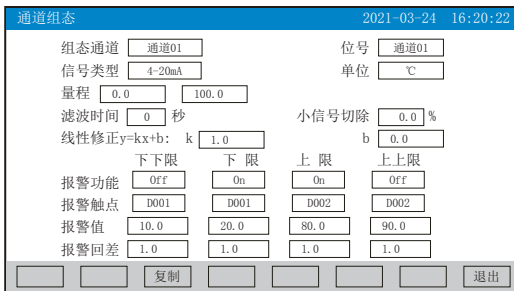 通道组态 2021-03-24 16:20:22
组态通道 通道01 位号 通道01
信号类型 4-20mA 单位 ℃
量程 0.0 100.0
滤波时间 0 秒 小信号切除 0.0 %
线性修正y=kx+b: k 1.0 b 0.0
下下限 下 限 上 限 上上限
报警功能 Off On On Off
报警触点 D001 D001 D002 D002
报警值 10.0 20.0 80.0 90.0
报警回差 1.0 1.0 1.0 1.0
复制 退出